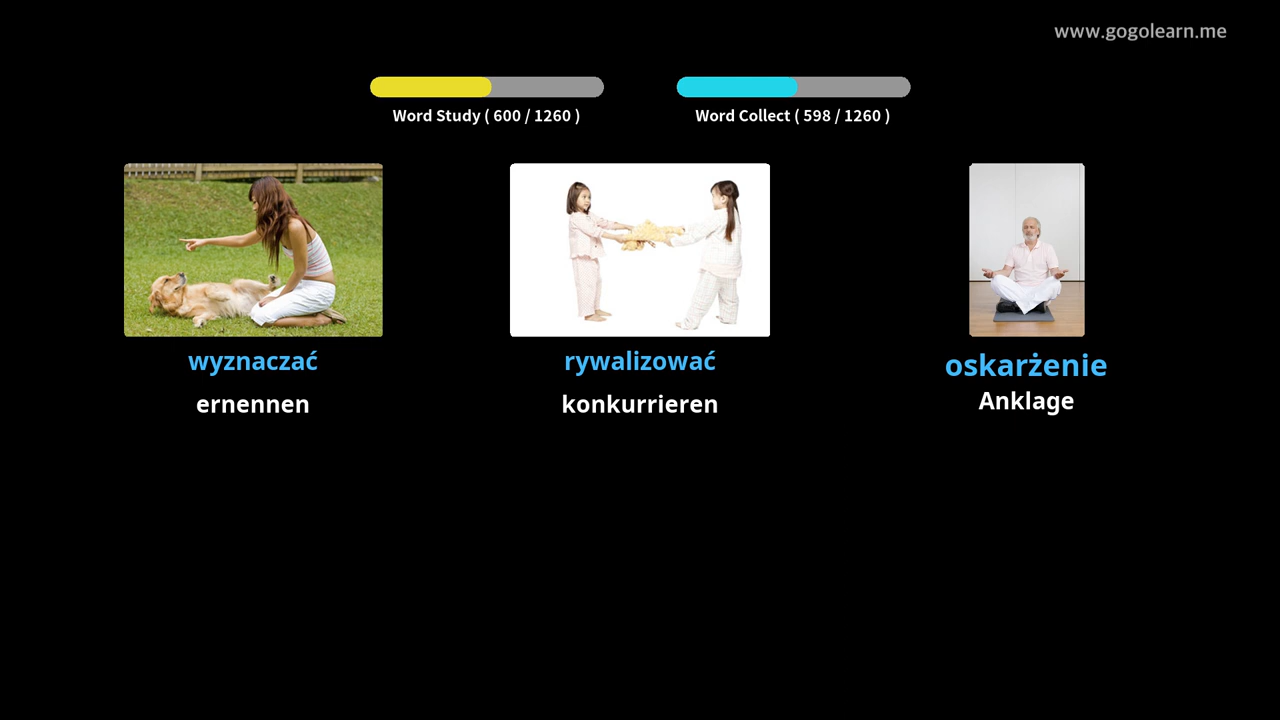 www.gogolearn.me
Word Study ( 600 / 1260 )
Word Collect ( 598 / 1260 )
wyznaczać
ernennen
rywalizować
konkurrieren
oskarżenie
Anklage